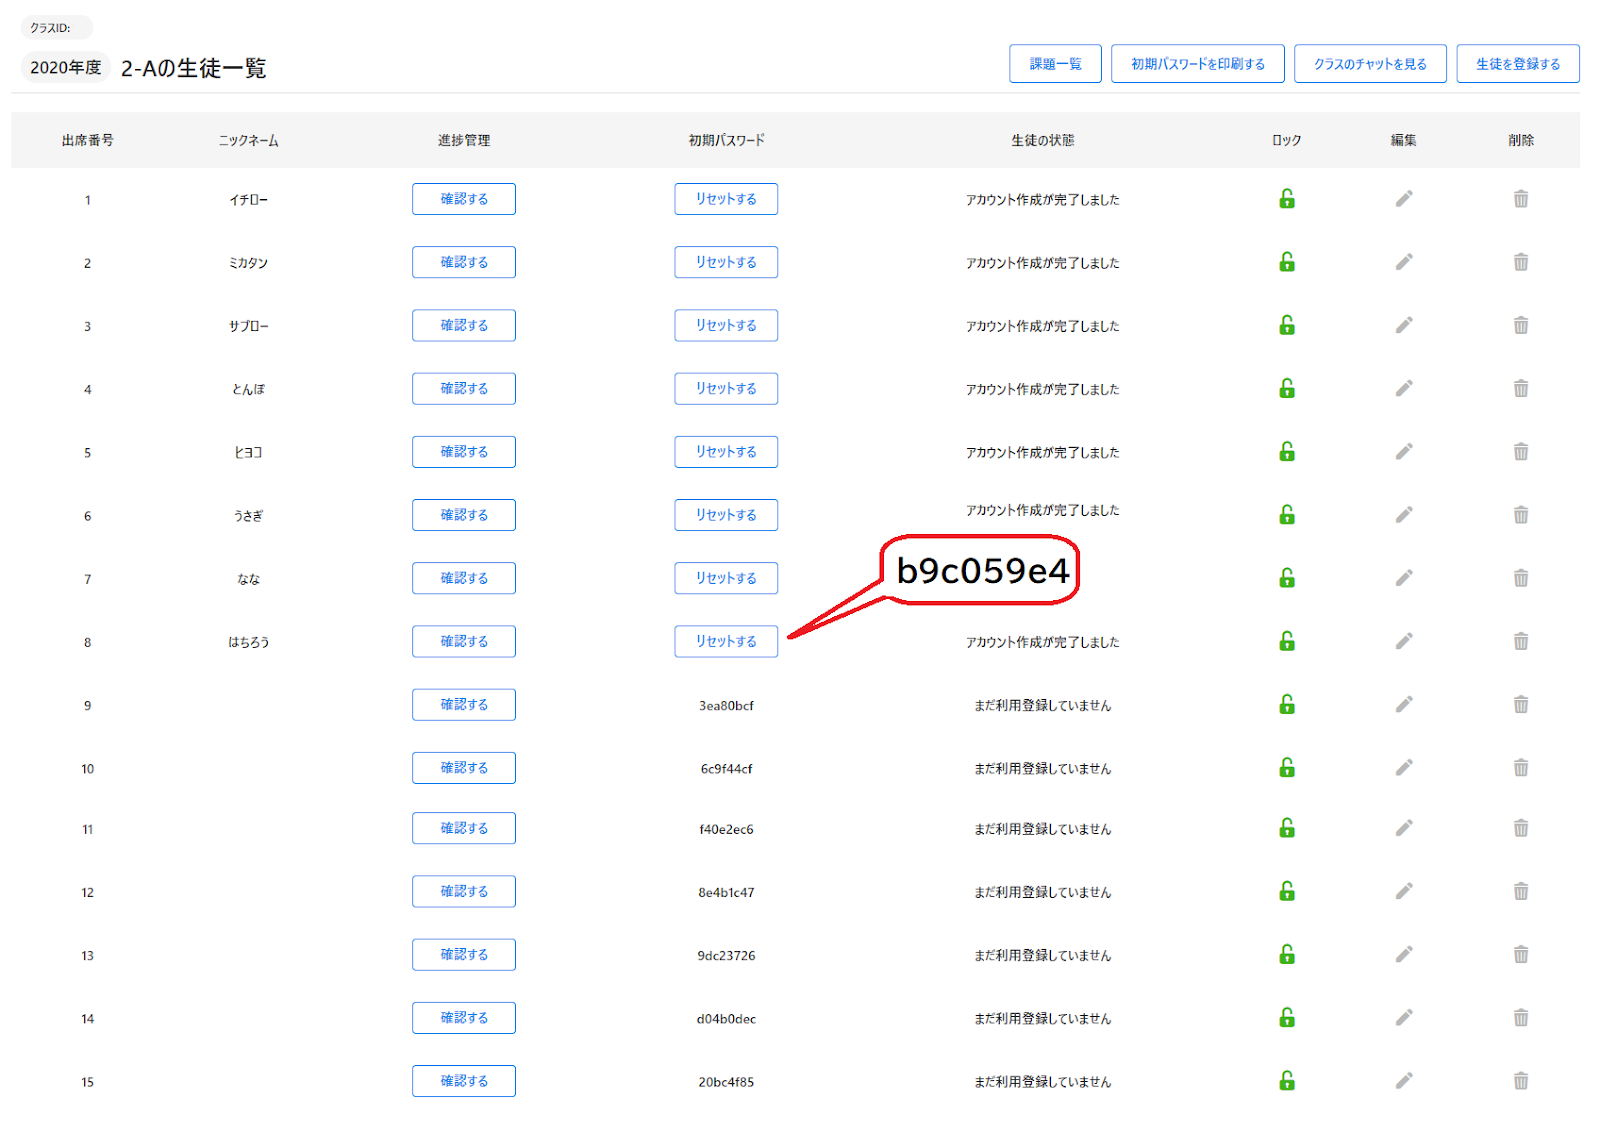 クラスID:
2020年度 2-Aの生徒一覧 課題一覧 初期パスワードを印刷する クラスのチャットを見る 生徒を登録する
出席番号 ニックネーム 進捗管理 初期パスワード 生徒の状態 ロック 編集 削除
1 イチロー 確認する リセットする アカウント作成が完了しました
2 ミカタン 確認する リセットする アカウント作成が完了しました
3 サブロー 確認する リセットする アカウント作成が完了しました
4 とんぼ 確認する リセットする アカウント作成が完了しました
5 ヒヨコ 確認する リセットする アカウント作成が完了しました
6 うさぎ 確認する リセットする アカウント作成が完了しました
7 なな 確認する リセットする b9c059e4
8 はちろう 確認する リセットする アカウント作成が完了しました
9 確認する 3ea80bcf まだ利用登録していません
10 確認する 6c9f44cf まだ利用登録していません
11 確認する f40e2ec6 まだ利用登録していません
12 確認する 8e4b1c47 まだ利用登録していません
13 確認する 9dc23726 まだ利用登録していません
14 確認する d04b0dec まだ利用登録していません
15 確認する 20bc4f85 まだ利用登録していません